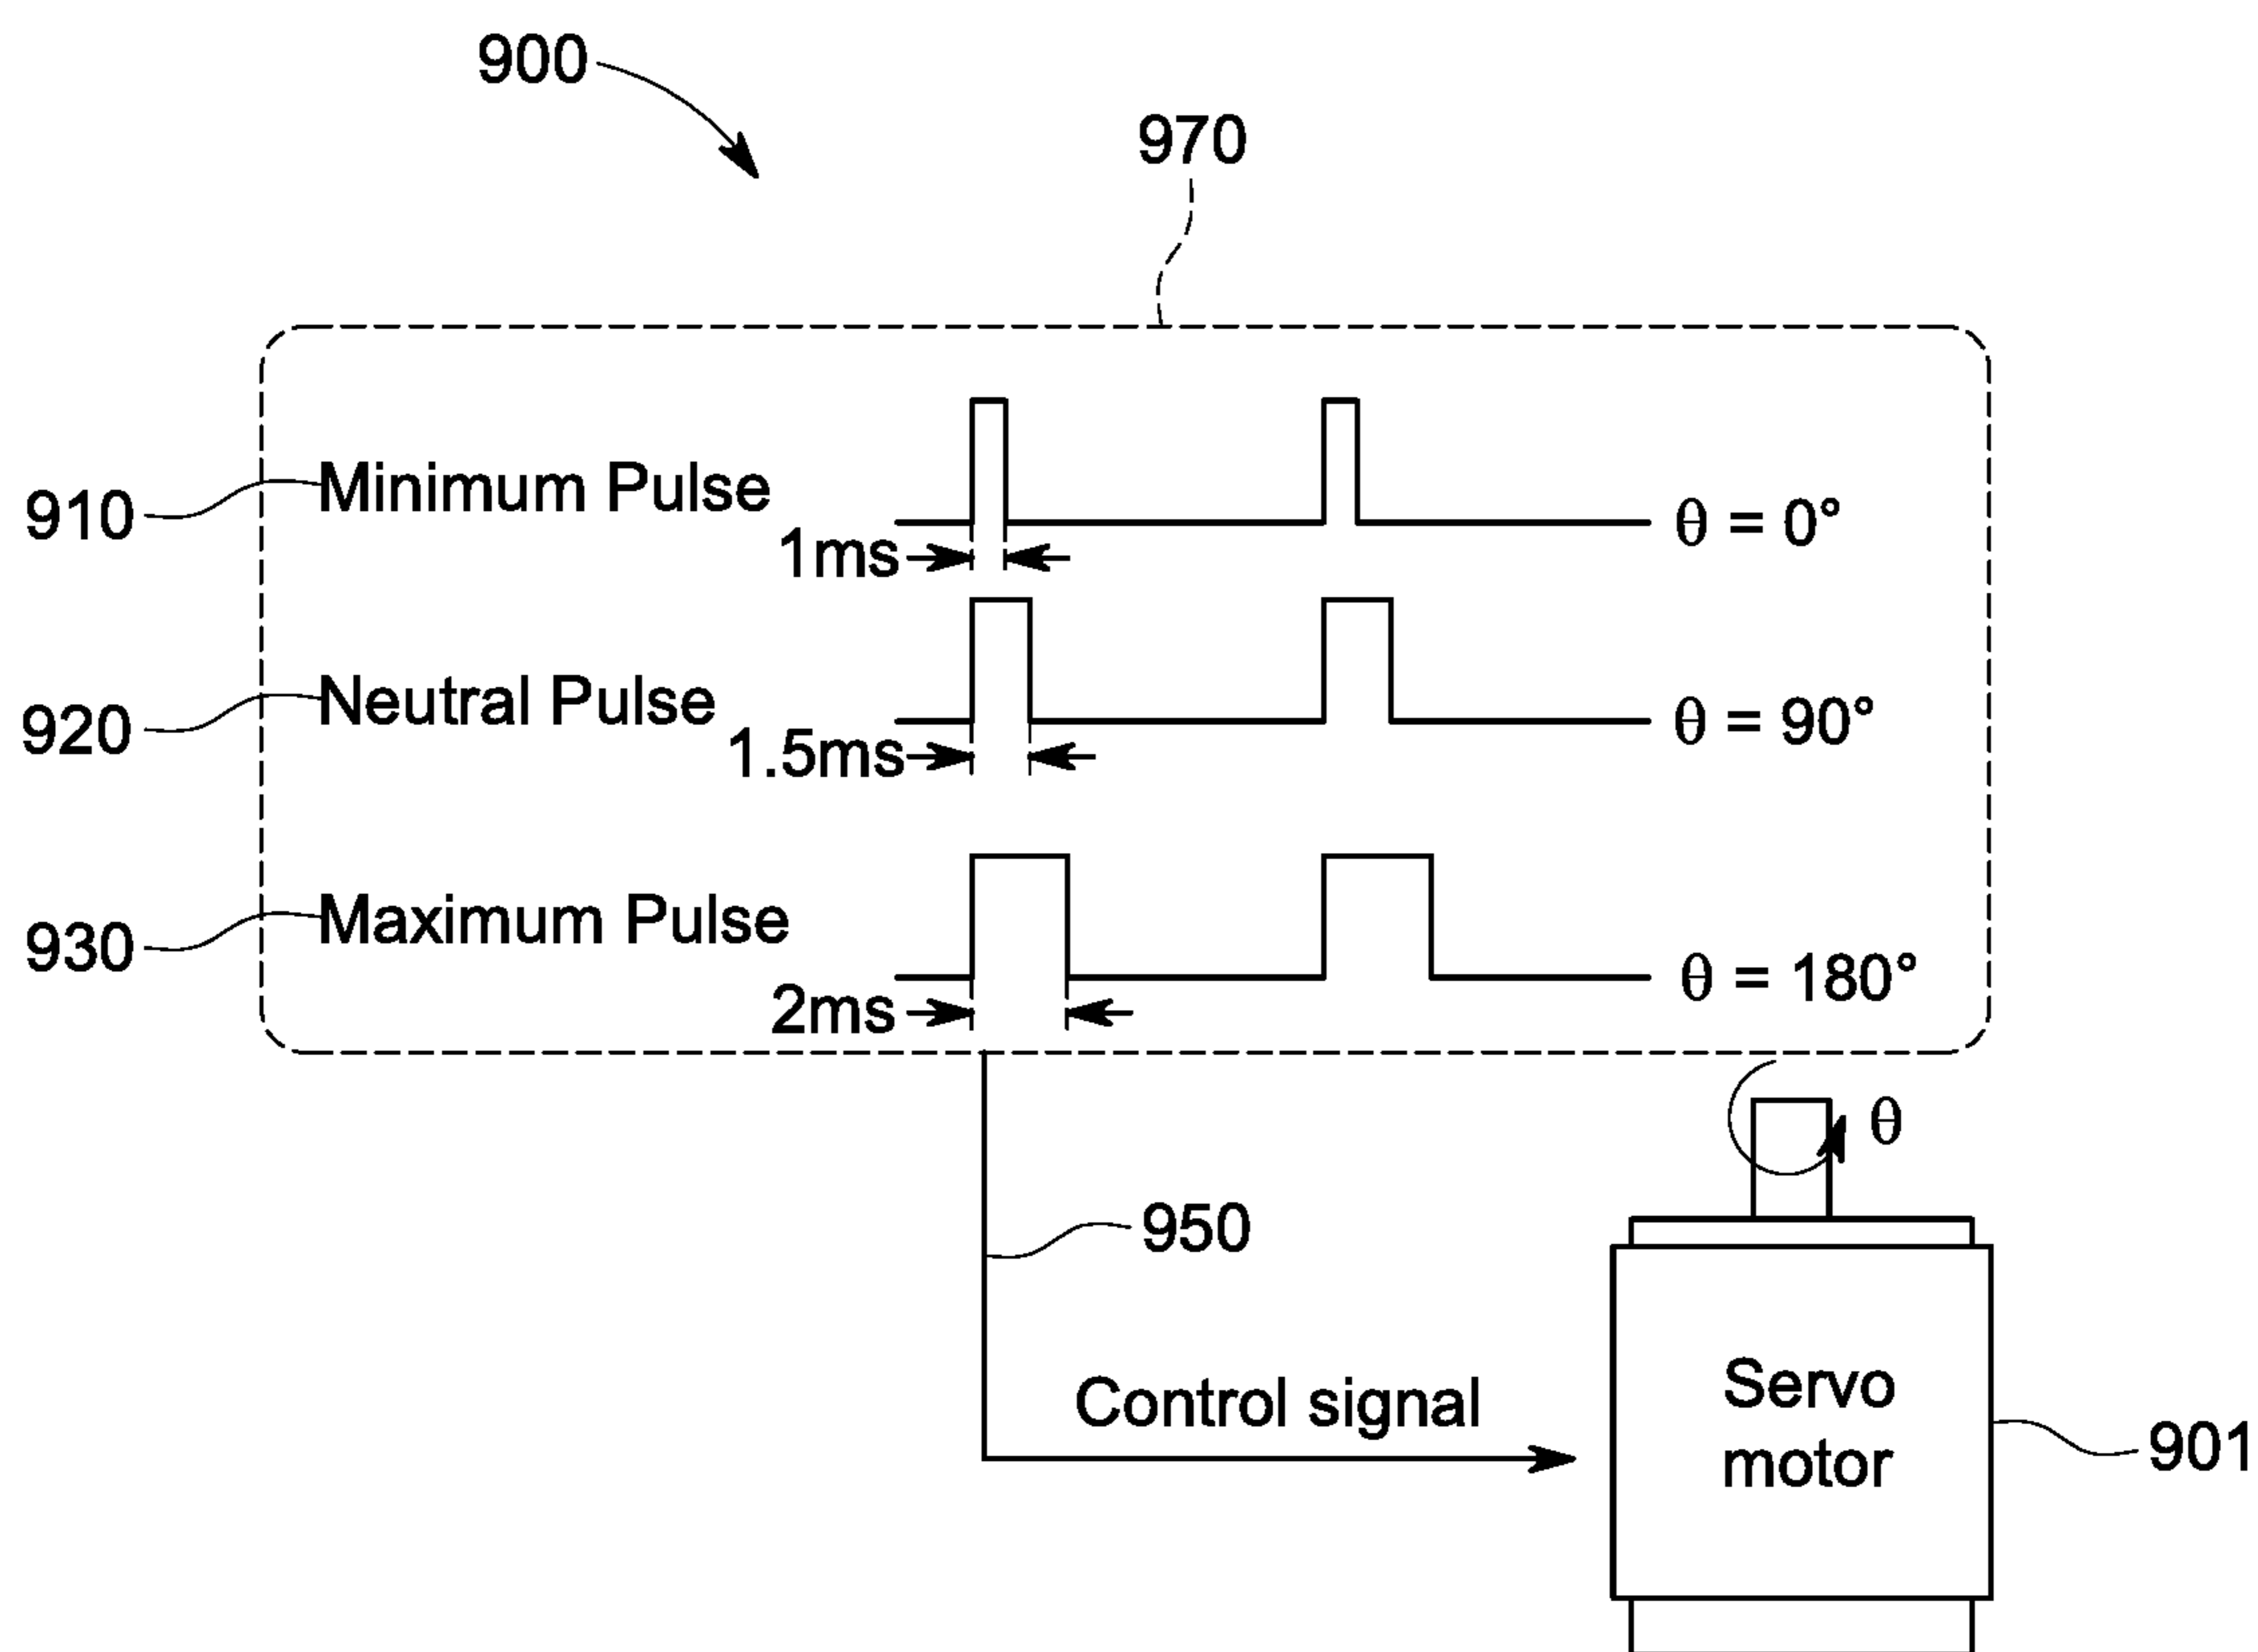 900
970
910
Minimum Pulse
1ms
θ = 0°
920
Neutral Pulse
1.5ms
θ = 90°
930
Maximum Pulse
2ms
θ = 180°
θ
950
Control signal
Servo
motor
901